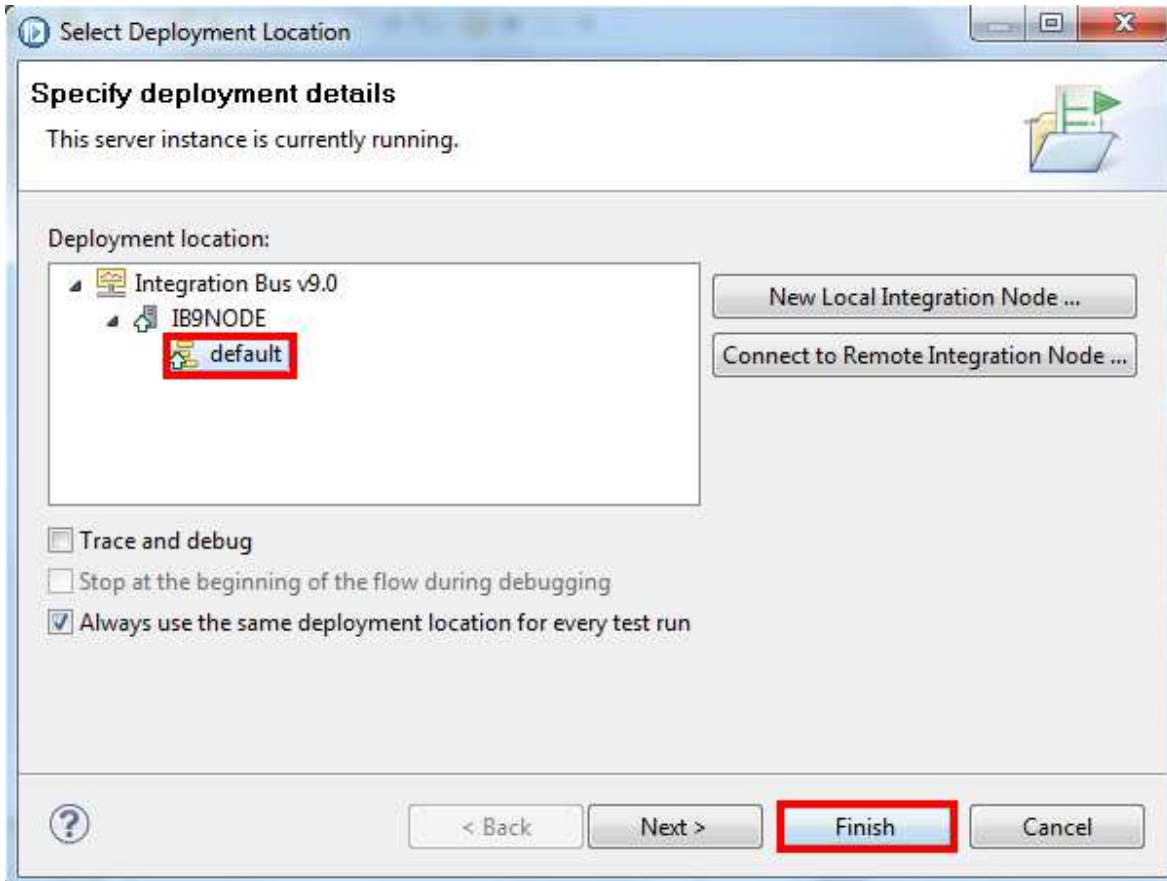 Select Deployment Location
Specify deployment details
This server instance is currently running.
Deployment location:
Integration Bus v9.0
IB9NODE
default
New Local Integration Node ...
Connect to Remote Integration Node ...
Trace and debug
Stop at the beginning of the flow during debugging
Always use the same deployment location for every test run
?
< Back
Next >
Finish
Cancel